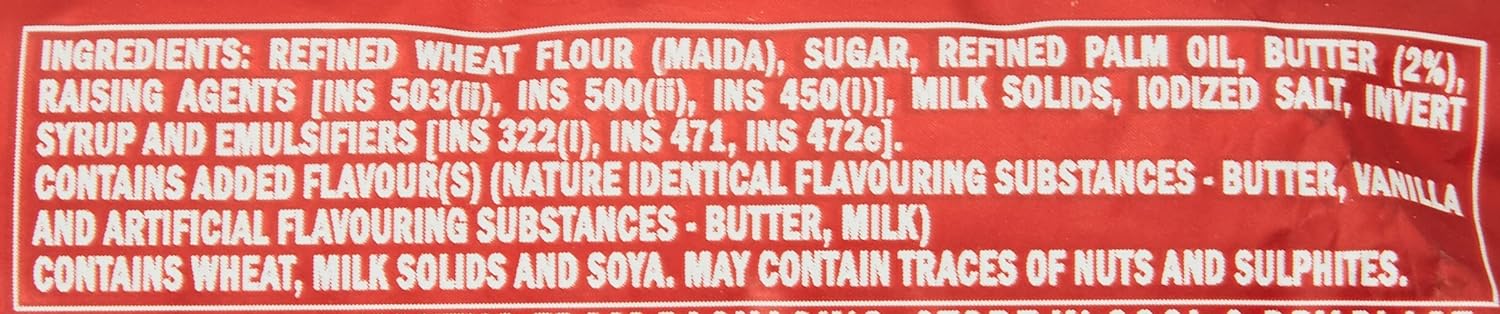 INGREDIENTS: REFINED WHEAT FLOUR (MAIDA), SUGAR, REFINED PALM OIL, BUTTER (2%),
RAISING AGENTS [INS 503(ii), INS 500(ii), INS 450(i)], MILK SOLIDS, IODIZED SALT, INVERT
SYRUP AND EMULSIFIERS [INS 322(i), INS 471, INS 472e].
CONTAINS ADDED FLAVOUR(S) (NATURE IDENTICAL FLAVOURING SUBSTANCES - BUTTER, VANILLA
AND ARTIFICIAL FLAVOURING SUBSTANCES - BUTTER, MILK)
CONTAINS WHEAT, MILK SOLIDS AND SOYA. MAY CONTAIN TRACES OF NUTS AND SULPHITES.